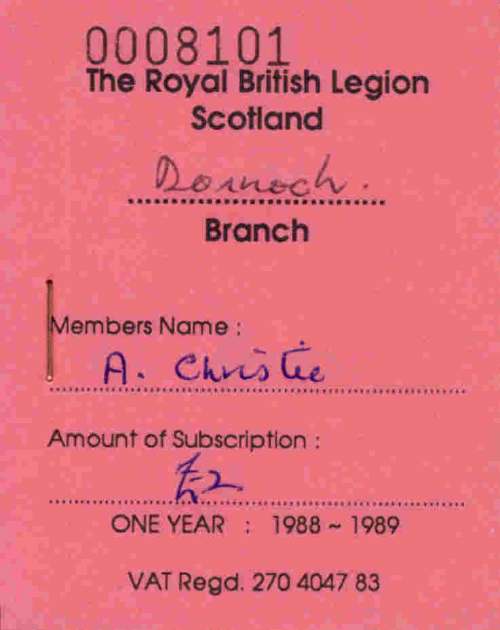 0008101
The Royal British Legion
Scotland
Dornoch.
Branch
Members Name :
A. Christie
Amount of Subscription :
£2
ONE YEAR : 1988 ~ 1989
VAT Regd. 270 4047 83